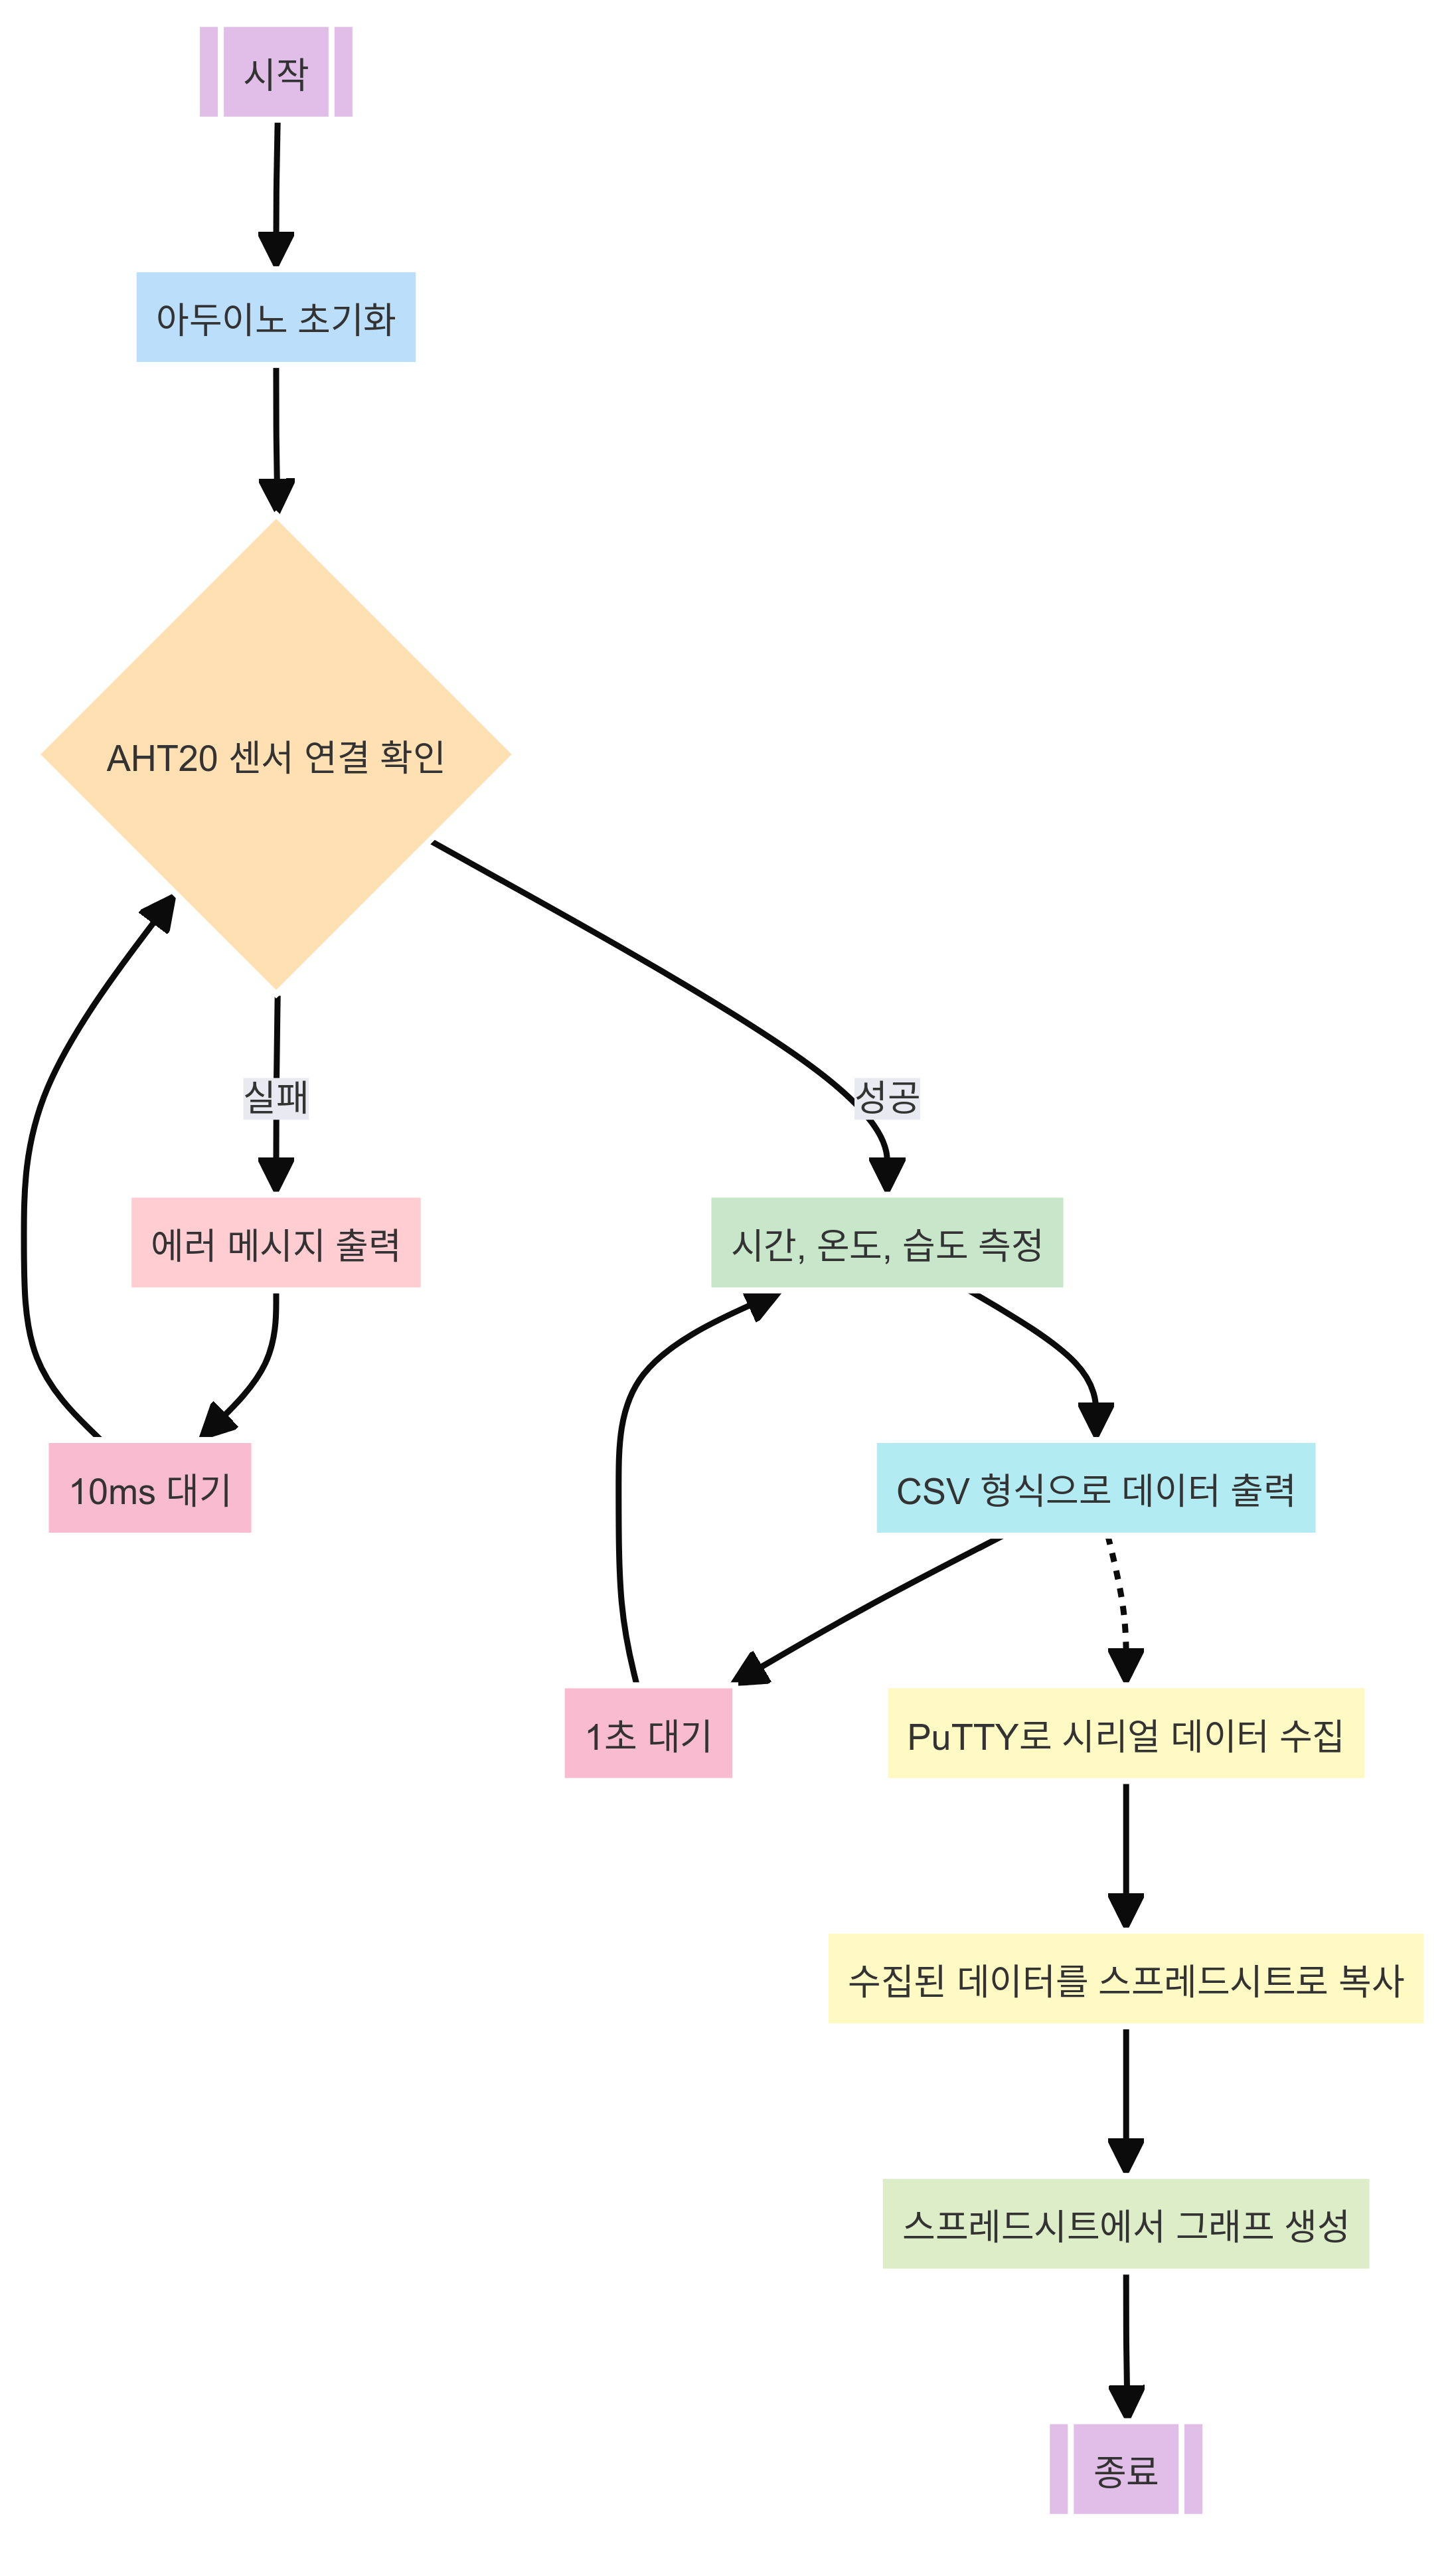 시작
아두이노 초기화
AHT20 센서 연결 확인
실패
성공
에러 메시지 출력
시간, 온도, 습도 측정
10ms 대기
CSV 형식으로 데이터 출력
1초 대기
PuTTY로 시리얼 데이터 수집
수집된 데이터를 스프레드시트로 복사
스프레드시트에서 그래프 생성
종료